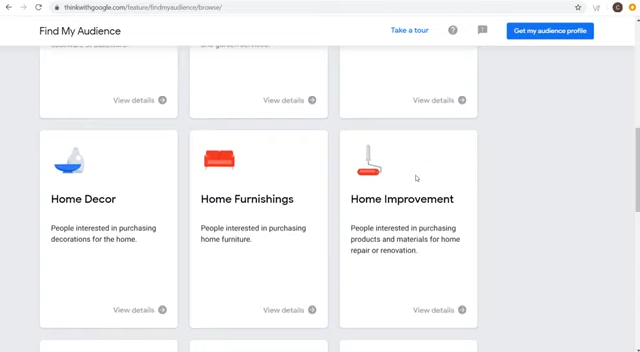 thinkwithgoogle.com/feature/findmyaudience/browse/
Find My Audience
Take a tour
Get my audience profile
View details
View details
View details
Home Decor
Home Furnishings
Home Improvement
People interested in purchasing
decorations for the home.
People interested in purchasing
home furniture.
People interested in purchasing
products and materials for home
repair or renovation.
View details
View details
View details